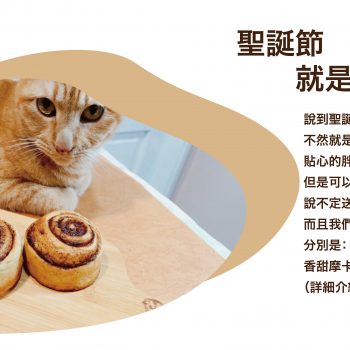 聖誕節
就是
說到聖誕
不然就是
貼心的胖
但是可以
說不定送
而且我們
分別是：
香甜摩卡
（詳細介紹